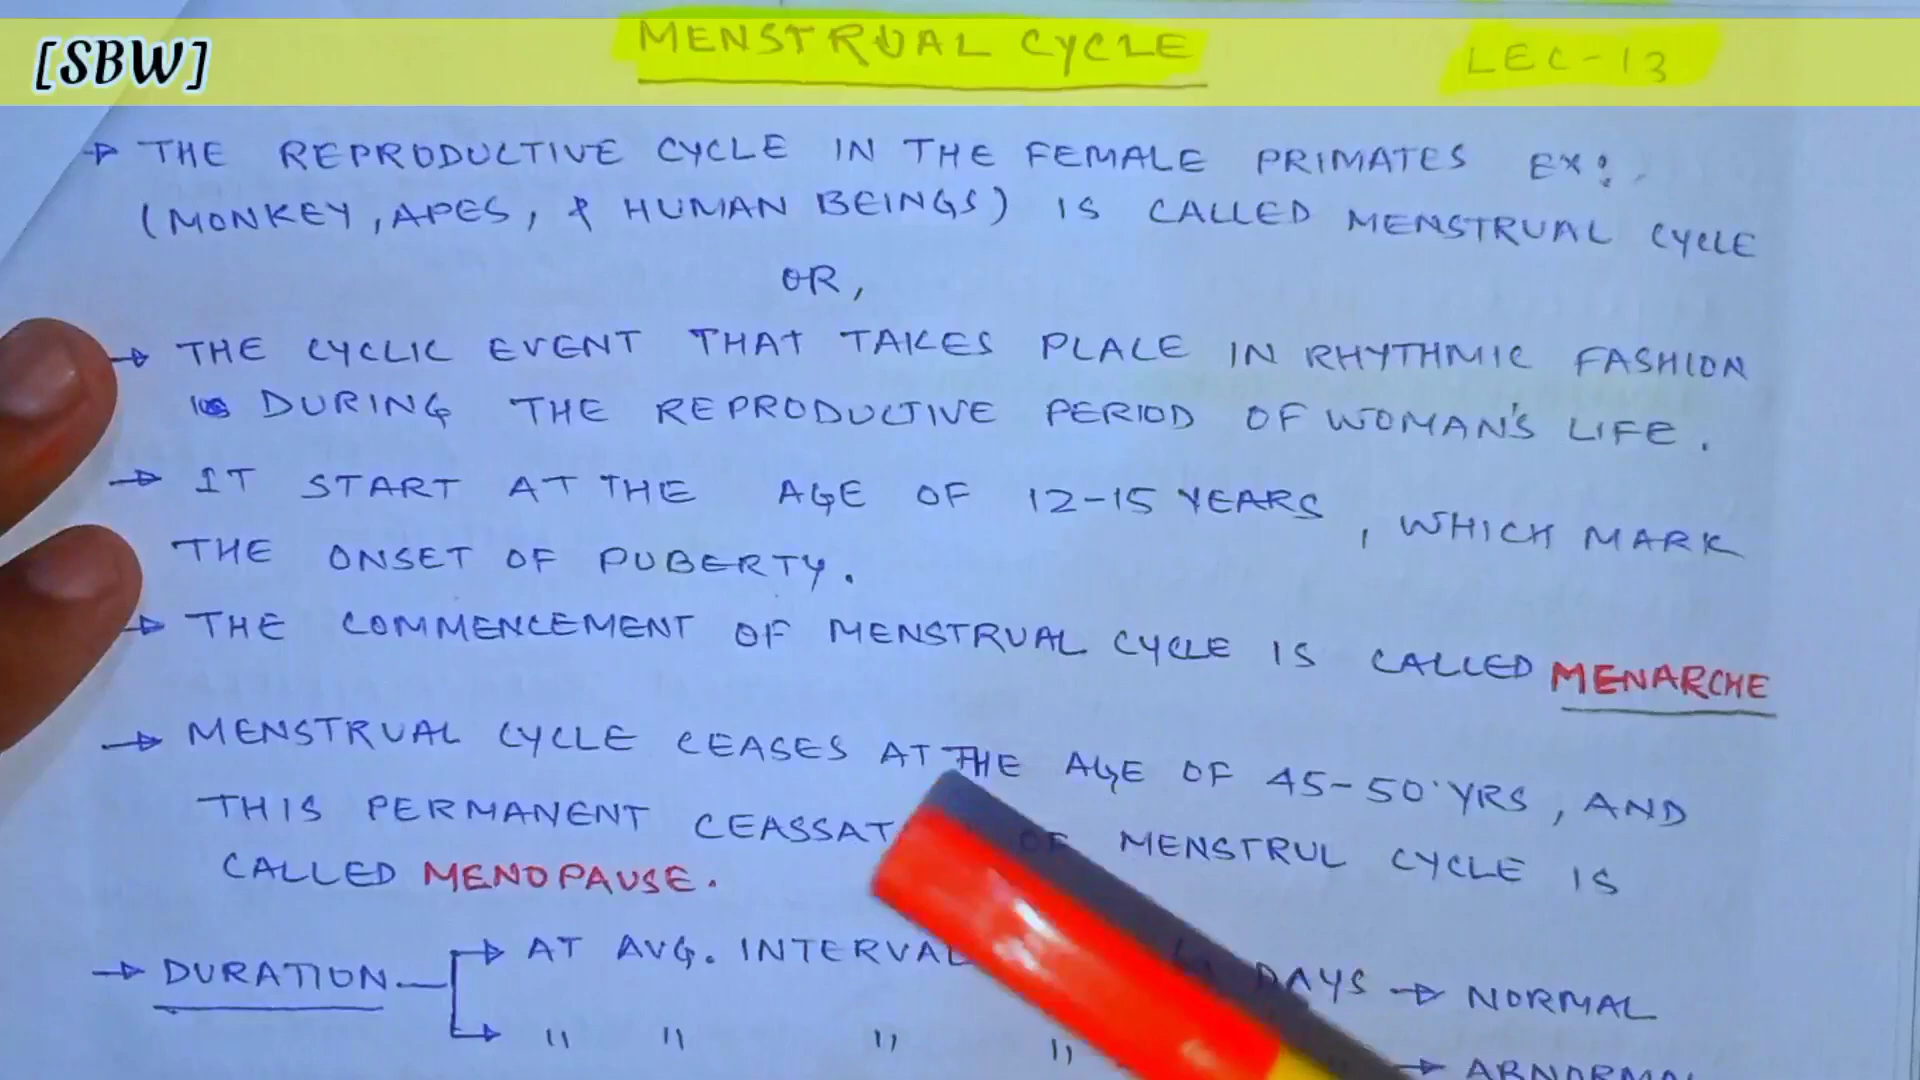 [SBW]
MENSTRUAL CYCLE
LEC-13
→ THE REPRODUCTIVE CYCLE IN THE FEMALE PRIMATES EX:
(MONKEY, APES, & HUMAN BEINGS) IS CALLED MENSTRUAL CYCLE
OR,
→ THE CYCLIC EVENT THAT TAKES PLACE IN RHYTHMIC FASHION
DURING THE REPRODUCTIVE PERIOD OF WOMAN'S LIFE.
→ IT START AT THE AGE OF 12-15 YEARS, WHICH MARK
THE ONSET OF PUBERTY.
→ THE COMMENCEMENT OF MENSTRUAL CYCLE IS CALLED MENARCHE
→ MENSTRUAL CYCLE CEASES AT THE AGE OF 45-50 YRS, AND
THIS PERMANENT OF MENSTRUL CYCLE IS
CALLED MENOPAUSE.
→ DURATION → AT AVG. INTERVAL DAYS → NORMAL
→ " " " " → ABNORMAL